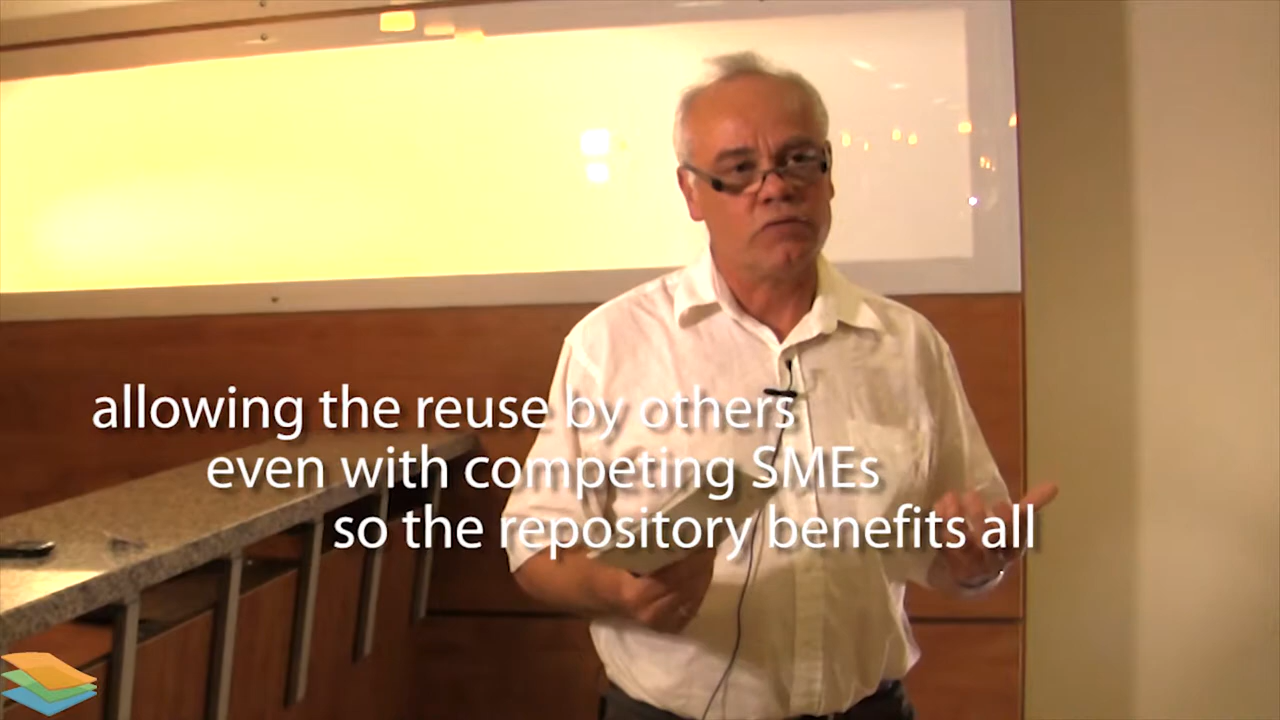 allowing the reuse by others
even with competing SMEs
so the repository benefits all